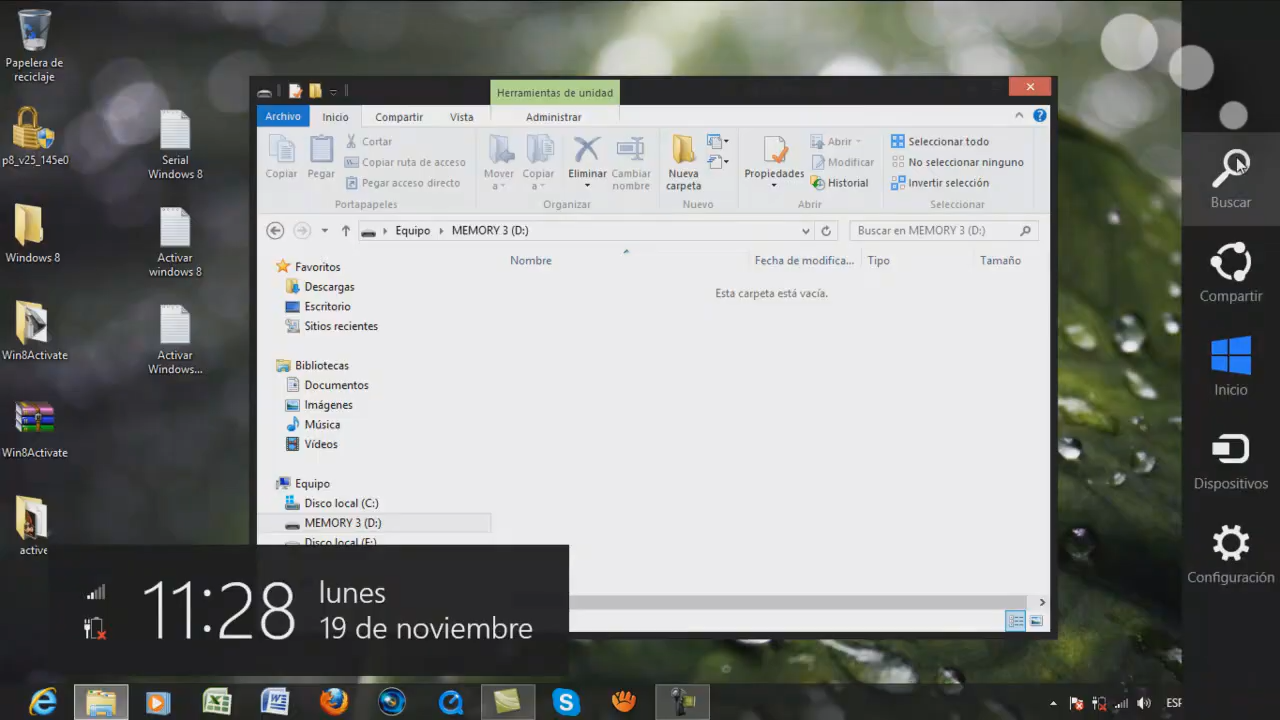 Papelera de
reciclaje
p8_v25_145e0
Serial
Windows 8
Windows 8
Activar
windows 8
Win8Activate
Activar
Windows...
Win8Activate
active
Herramientas de unidad
Archivo
Inicio
Compartir
Vista
Administrar
Copiar
Pegar
Cortar
Copiar ruta de acceso
Pegar acceso directo
Portapapeles
Mover
a
Copiar
a
Eliminar
Cambiar
nombre
Organizar
Nueva
carpeta
Nuevo
Propiedades
Abrir
Modificar
Historial
Abrir
Seleccionar todo
No seleccionar ninguno
Invertir selección
Seleccionar
Equipo
MEMORY 3 (D:)
Buscar en MEMORY 3 (D:)
Nombre
Fecha de modifica...
Tipo
Tamaño
Esta carpeta está vacía.
Favoritos
Descargas
Escritorio
Sitios recientes
Bibliotecas
Documentos
Imágenes
Música
Vídeos
Equipo
Disco local (C:)
MEMORY 3 (D:)
Disco local (E:)
11:28
lunes
19 de noviembre
Buscar
Compartir
Inicio
Dispositivos
Configuración
ESP